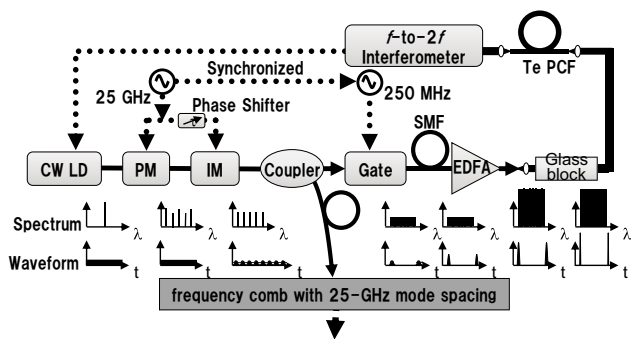 f-to-2f
Interferometer
Te PCF
Synchronized
25 GHz
Phase Shifter
250 MHz
SMF
CW LD
PM
IM
Coupler
Gate
EDFA
Glass
block
Spectrum
λ
λ
λ
λ
λ
λ
λ
Waveform
t
t
t
t
t
t
t
frequency comb with 25-GHz mode spacing